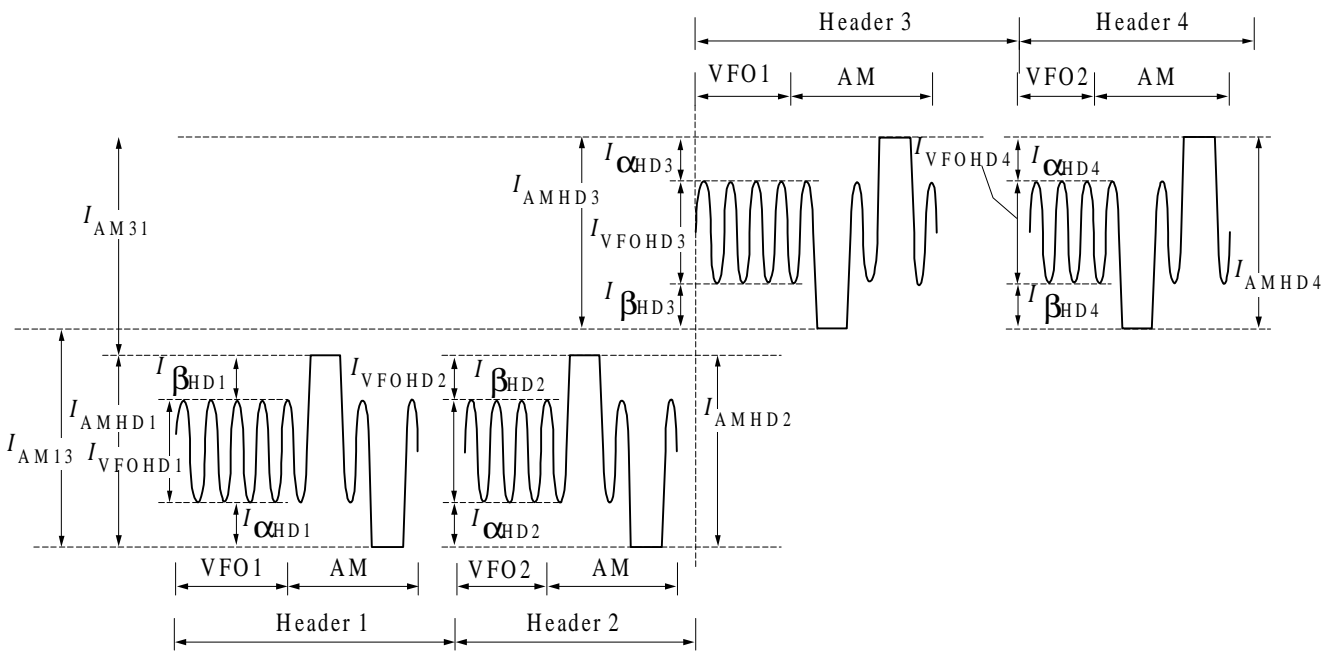 Header 3
Header 4
VFO1
AM
VFO2
AM
I αHD3
I VFOHD4
I αHD4
I AMHD3
I AM31
I VFOHD3
I AMHD4
I βHD3
I βHD4
I βHD1
I VFOHD2
I βHD2
I AMHD1
I AMHD2
I AM13
I VFOHD1
I αHD1
I αHD2
VFO1
AM
VFO2
AM
Header 1
Header 2